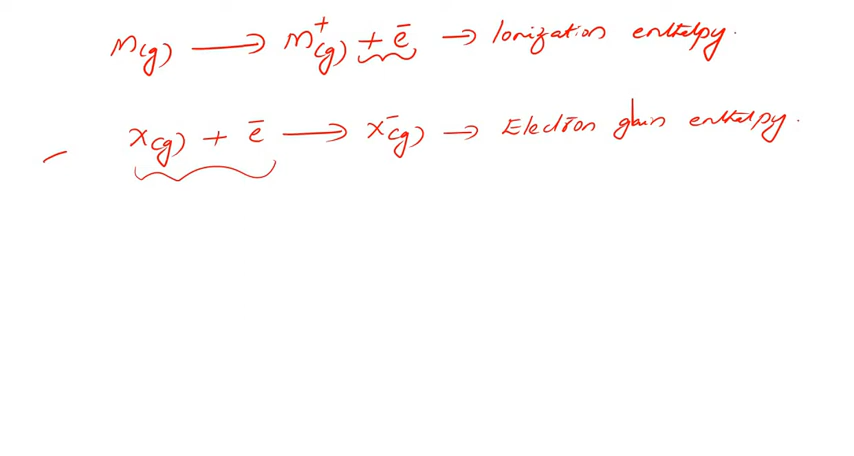 M(g) ⟶ M⁺(g) + ē → Ionization enthalpy.
X(g) + ē ⟶ X⁻(g) → Electron gain enthalpy.